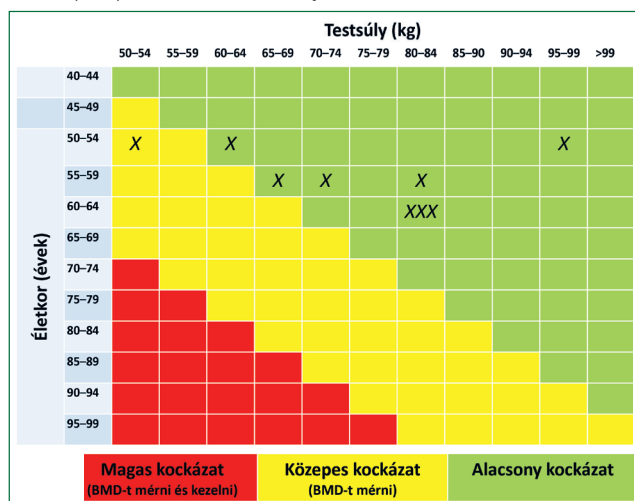 Testsúly (kg)
50–54 55–59 60–64 65–69 70–74 75–79 80–84 85–90 90–94 95–99 >99
Életkor (évek)
40–44
45–49
50–54 X X X
55–59 X X X
60–64 XXX
65–69
70–74
75–79
80–84
85–89
90–94
95–99
Magas kockázat
(BMD-t mérni és kezelni)
Közepes kockázat
(BMD-t mérni)
Alacsony kockázat